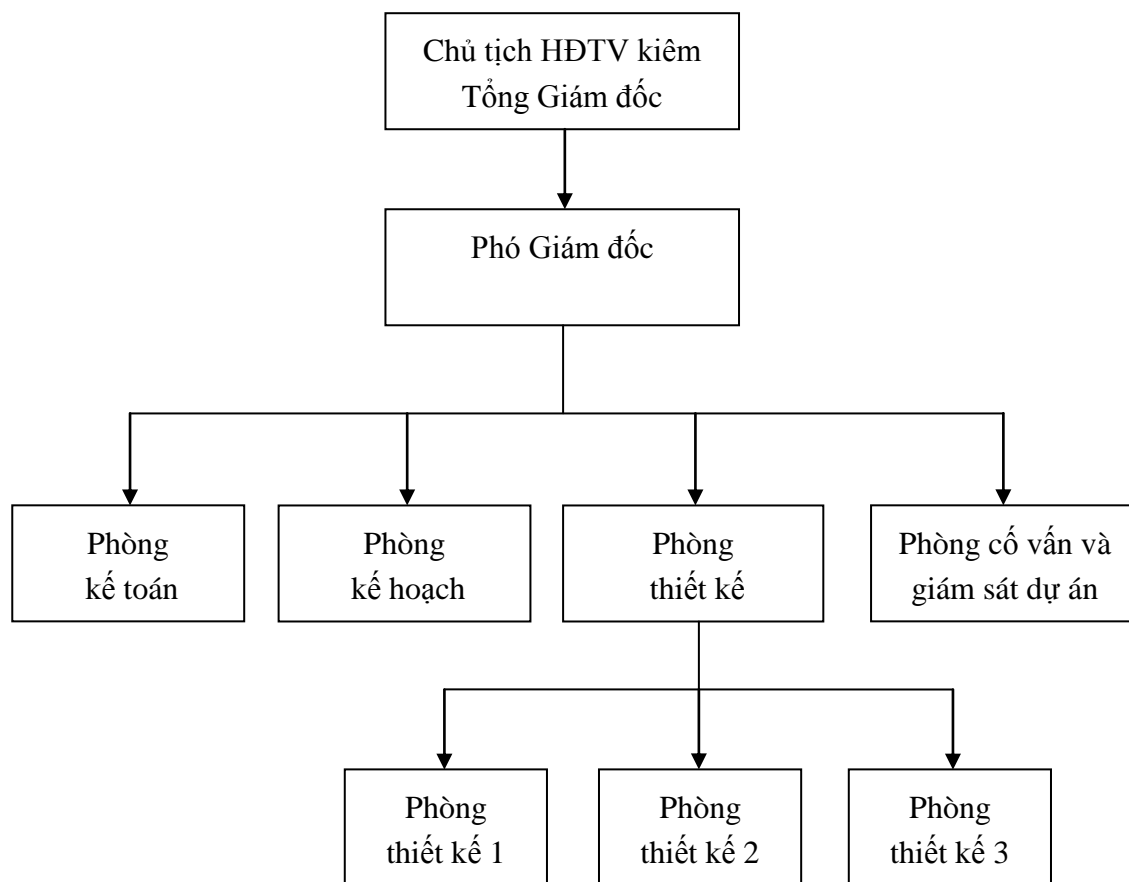 Chủ tịch HĐTV kiêm
Tổng Giám đốc
Phó Giám đốc
Phòng
kế toán
Phòng
kế hoạch
Phòng
thiết kế
Phòng cố vấn và
giám sát dự án
Phòng
thiết kế 1
Phòng
thiết kế 2
Phòng
thiết kế 3